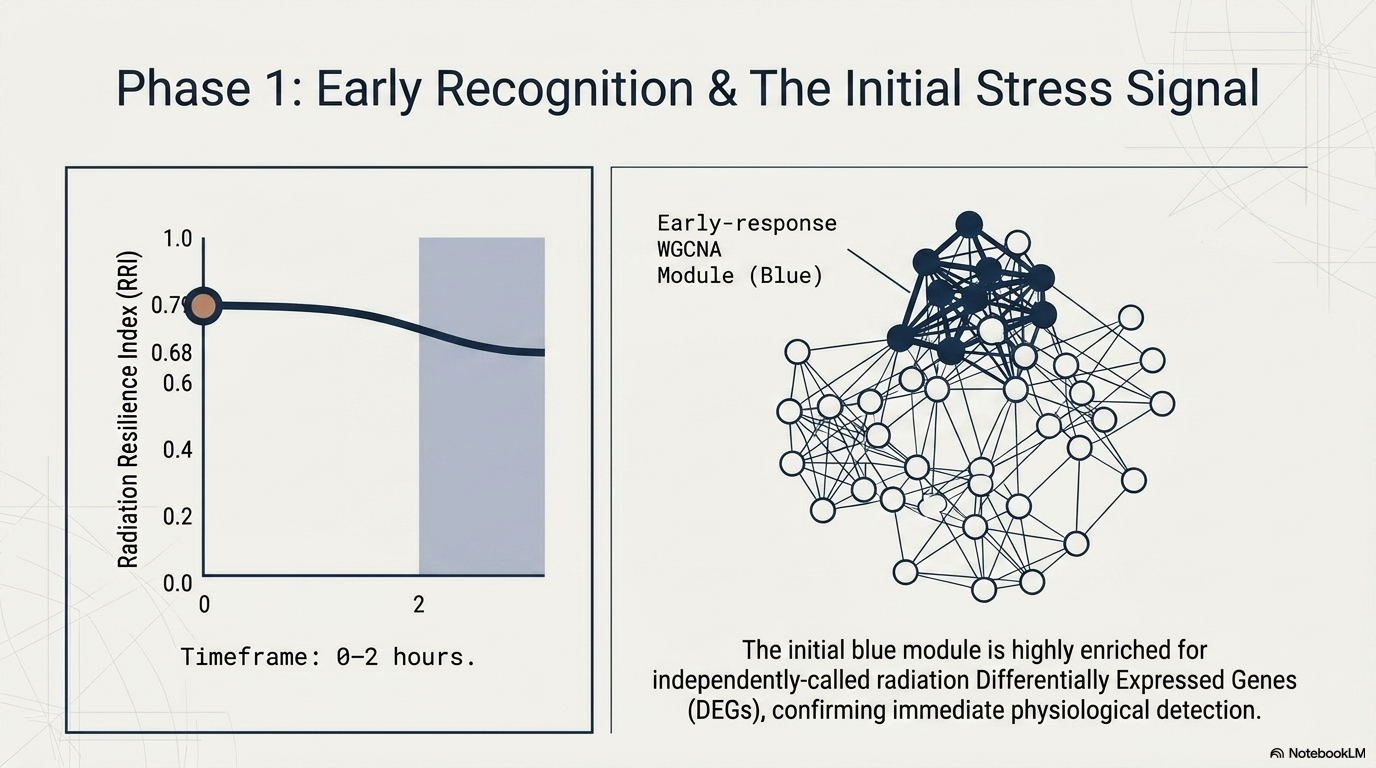 Phase 1: Early Recognition & The Initial Stress Signal
Radiation Resilience Index (RRI)
1.0
0.79
0.68
0.6
0.4
0.2
0.0
0
2
Timeframe: 0–2 hours.
Early-response
WGCNA
Module (Blue)
The initial blue module is highly enriched for
independently-called radiation Differentially Expressed Genes
(DEGs), confirming immediate physiological detection.
NotebookLM